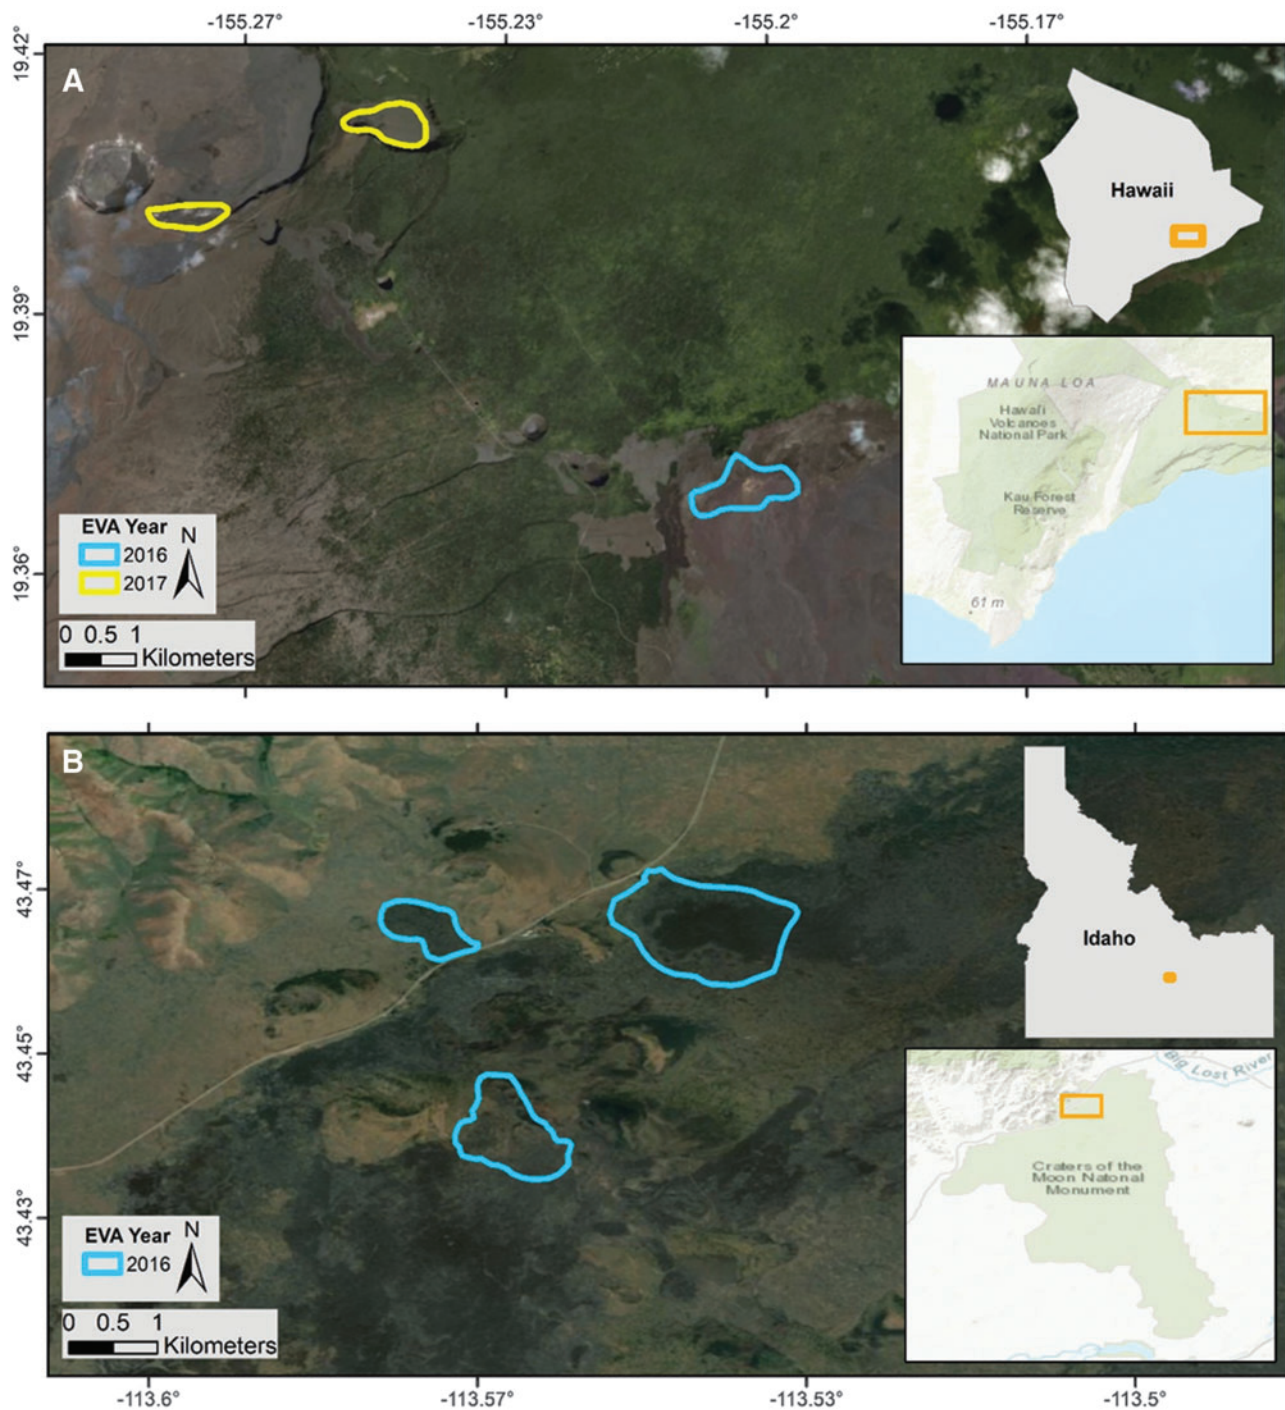 -155.27°
-155.23°
-155.2°
-155.17°
19.42°
19.39°
19.36°
A
Hawaii
MAUNA LOA
Hawai'i
Volcanoes
National Park
Kau Forest
Reserve
61 m
EVA Year
N
2016
2017
0 0.5 1
Kilometers
B
43.47°
43.45°
43.43°
Idaho
Big Lost River
Craters of the
Moon Natonal
Monument
EVA Year
N
2016
0 0.5 1
Kilometers
-113.6°
-113.57°
-113.53°
-113.5°